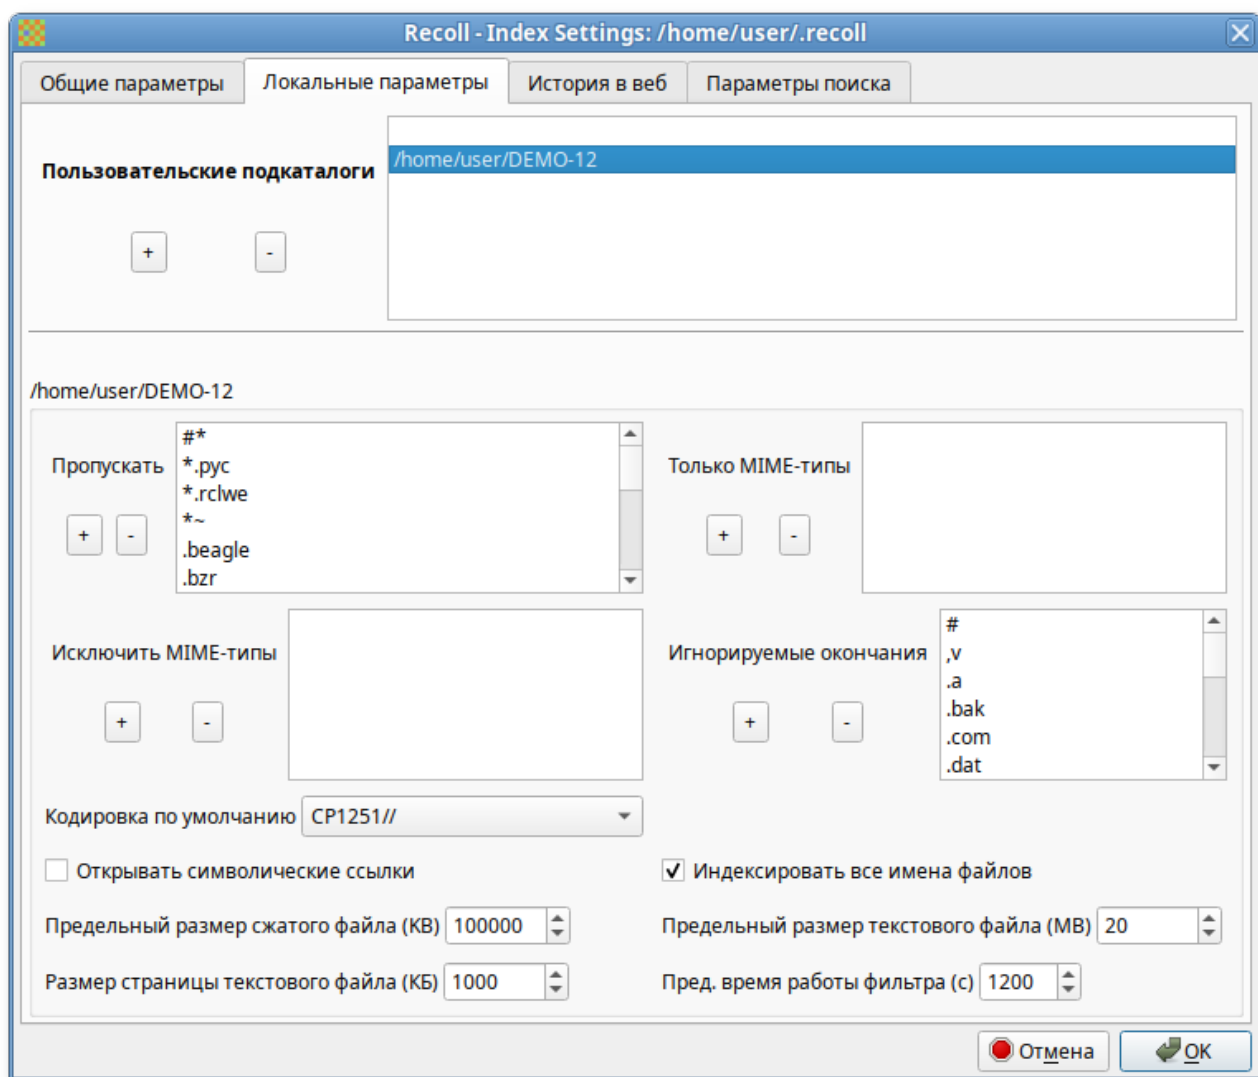 Recoll - Index Settings: /home/user/.recoll
Общие параметры
Локальные параметры
История в веб
Параметры поиска
Пользовательские подкаталоги
+
-
/home/user/DEMO-12
/home/user/DEMO-12
Пропускать
+
-
#*
*.pyc
*.rclwe
*~
.beagle
.bzr
Только MIME-типы
+
-
Исключить MIME-типы
+
-
Игнорируемые окончания
+
-
#
,v
.a
.bak
.com
.dat
Кодировка по умолчанию CP1251//
Открывать символические ссылки
Индексировать все имена файлов
Предельный размер сжатого файла (KB) 100000
Предельный размер текстового файла (MB) 20
Размер страницы текстового файла (КБ) 1000
Пред. время работы фильтра (с) 1200
Отмена
OK